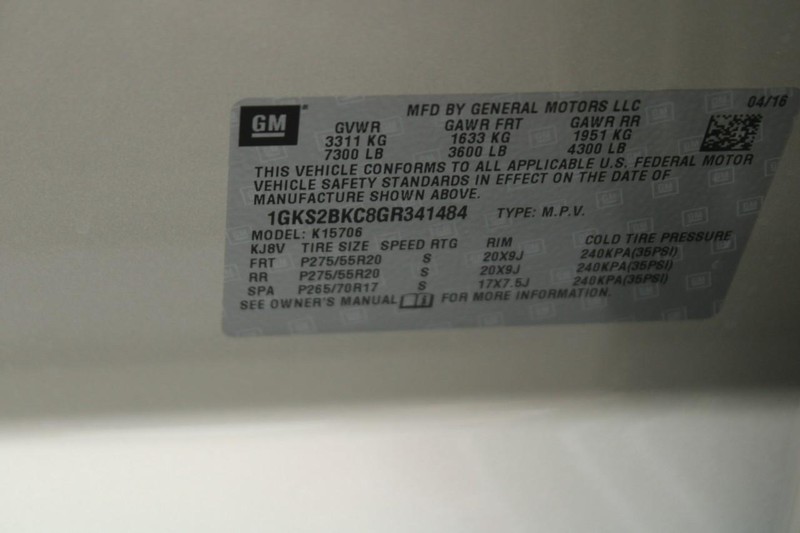 GM
MFD BY GENERAL MOTORS LLC 04/16
GVWR GAWR FRT GAWR RR
3311 KG 1633 KG 1951 KG
7300 LB 3600 LB 4300 LB
THIS VEHICLE CONFORMS TO ALL APPLICABLE U.S. FEDERAL MOTOR
VEHICLE SAFETY STANDARDS IN EFFECT ON THE DATE OF
MANUFACTURE SHOWN ABOVE.
1GKS2BKC8GR341484 TYPE: M.P.V.
MODEL: K15706
KJ8V TIRE SIZE SPEED RTG RIM COLD TIRE PRESSURE
FRT P275/55R20 S 20X9J 240KPA(35PSI)
RR P275/55R20 S 20X9J 240KPA(35PSI)
SPA P265/70R17 S 17X7.5J 240KPA(35PSI)
SEE OWNER'S MANUAL FOR MORE INFORMATION.